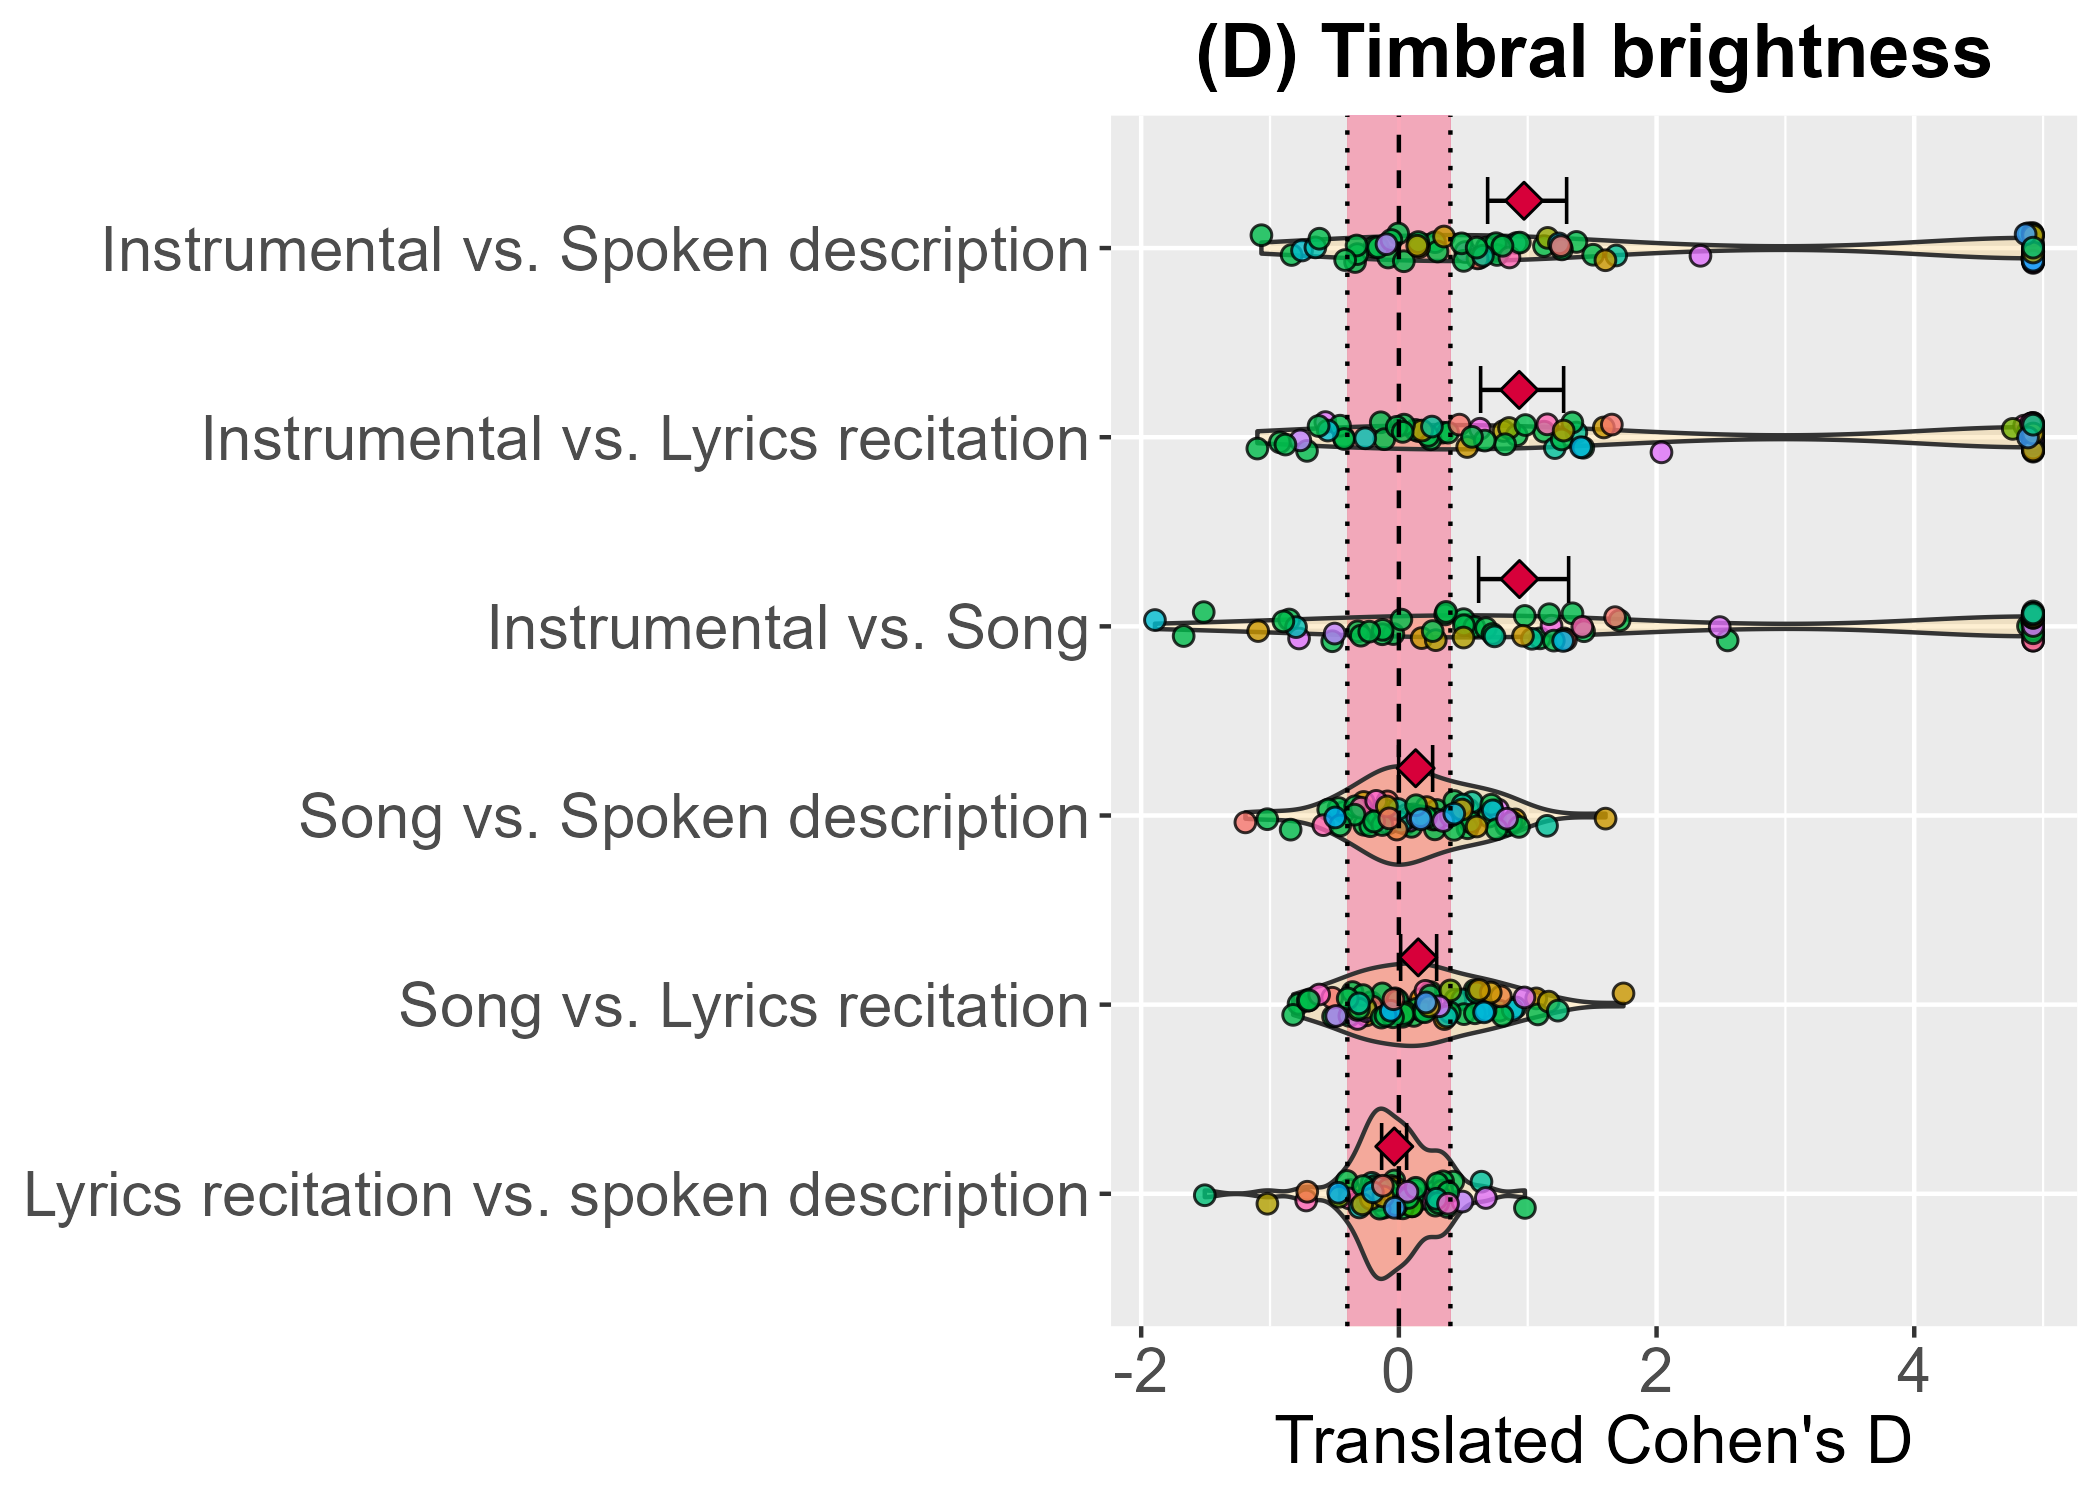 (D) Timbral brightness
Instrumental vs. Spoken description
Instrumental vs. Lyrics recitation
Instrumental vs. Song
Song vs. Spoken description
Song vs. Lyrics recitation
Lyrics recitation vs. spoken description
-2 0 2 4
Translated Cohen's D